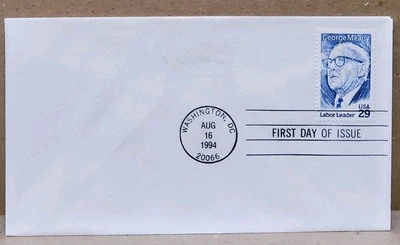 George Meany
USA
Labor Leader 29
WASHINGTON, DC
AUG
16
1994
20066
FIRST DAY OF ISSUE